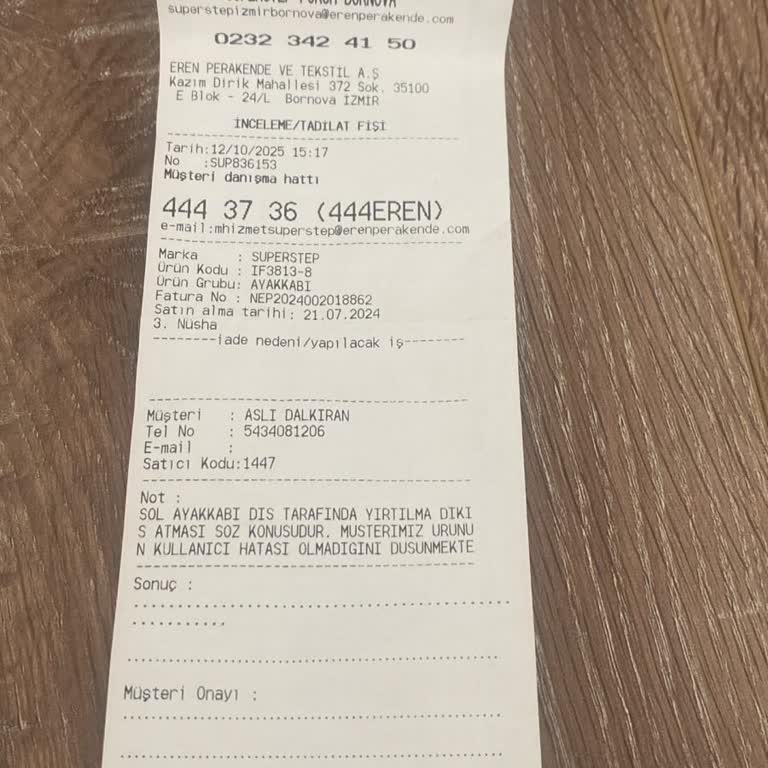 SUPERSTEP FORUM BORNOVA
superstepizmirbornova@erenperakende.com
0232 342 41 50
EREN PERAKENDE VE TEKSTİL A.Ş
Kazım Dirik Mahallesi 372 Sok. 35100
E Blok - 24/L Bornova İZMİR
İNCELEME/TADİLAT FİŞİ
Tarih:12/10/2025 15:17
No :SUP836153
Müşteri danışma hattı
444 37 36 (444EREN)
e-mail:mhizmetsuperstep@erenperakende.com
Marka : SUPERSTEP
Ürün Kodu : IF3813-8
Ürün Grubu: AYAKKABI
Fatura No : NEP2024002018862
Satın alma tarihi: 21.07.2024
3. Nüsha
--------iade nedeni/yapılacak iş--------
Müşteri : ASLI DALKIRAN
Tel No : 5434081206
E-mail :
Satıcı Kodu:1447
Not :
SOL AYAKKABI DIS TARAFINDA YIRTILMA DIKI
S ATMASI SOZ KONUSUDUR. MUSTERIMIZ URUNU
N KULLANICI HATASI OLMADIGINI DUSUNMEKTE
Sonuç :
Müşteri Onayı :